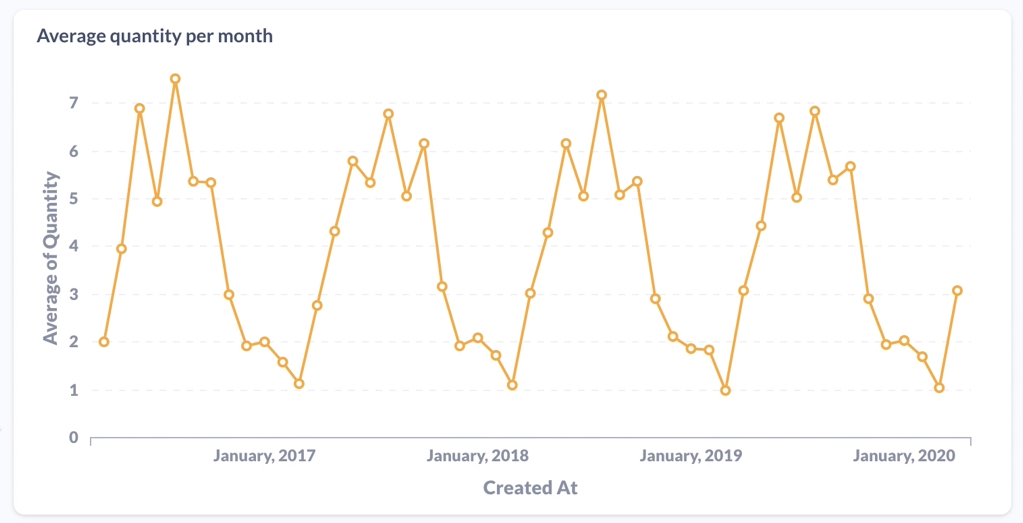 Average quantity per month
7
6
5
4
3
2
1
0
Average of Quantity
January, 2017
January, 2018
January, 2019
January, 2020
Created At